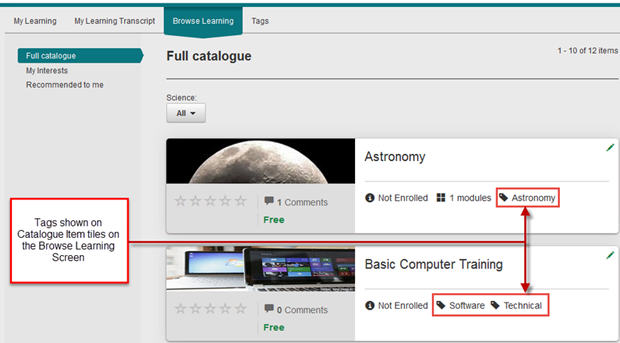 My Learning My Learning Transcript Browse Learning Tags
Full catalogue
My Interests
Recommended to me
Full catalogue
1 - 10 of 12 items
Science:
All
Astronomy
Not Enrolled 1 modules Astronomy
1 Comments
Free
Tags shown on
Catalogue Item tiles on
the Browse Learning
Screen
Basic Computer Training
Not Enrolled Software Technical
0 Comments
Free